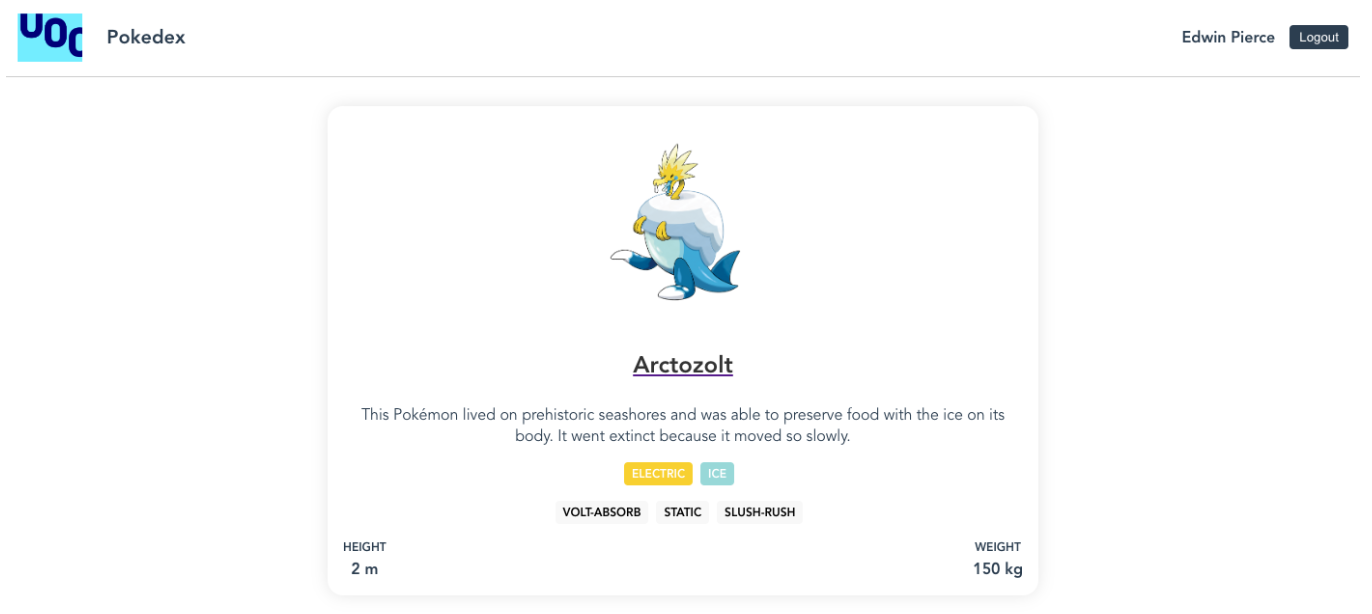 UOC
Pokedex
Edwin Pierce
Logout
Arctozolt
This Pokémon lived on prehistoric seashores and was able to preserve food with the ice on its
body. It went extinct because it moved so slowly.
ELECTRIC ICE
VOLT-ABSORB STATIC SLUSH-RUSH
HEIGHT
2 m
WEIGHT
150 kg